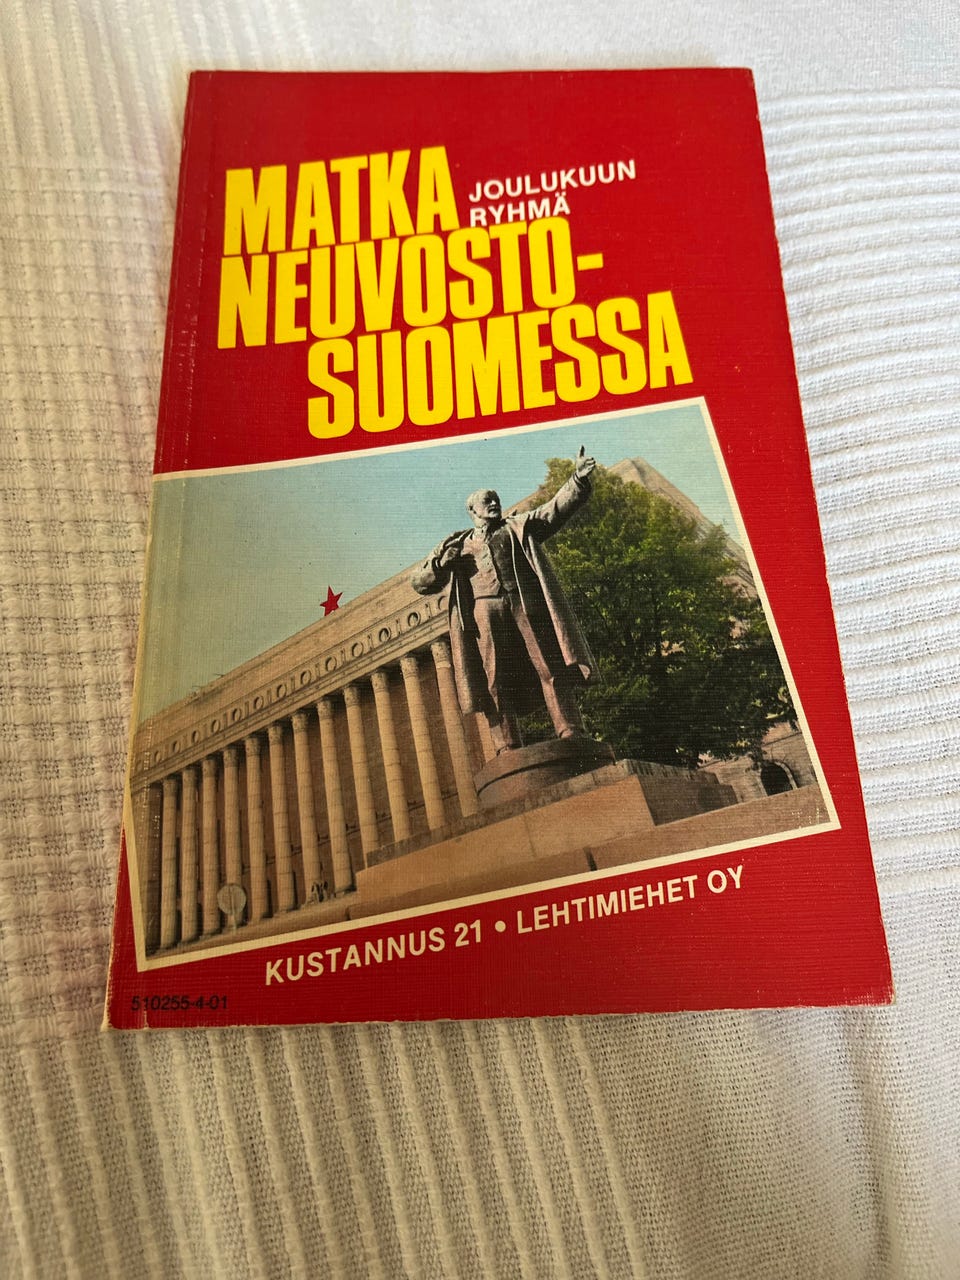 MATKA
JOULUKUUN
RYHMÄ
NEUVOSTO-
SUOMESSA
KUSTANNUS 21 • LEHTIMIEHET OY
510255-4-01